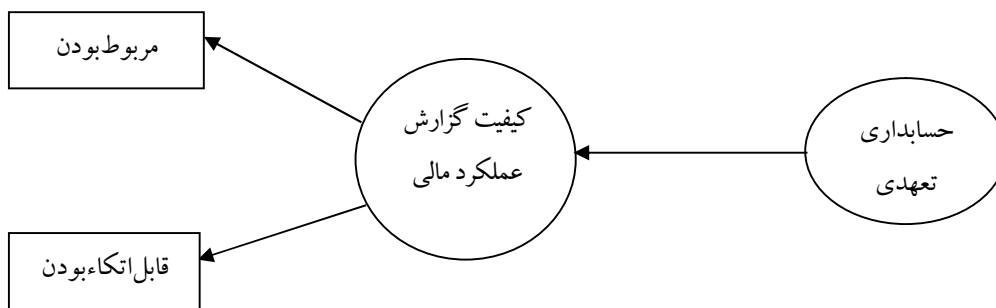 مربوط‌بودن
کیفیت گزارش
عملکرد مالی
حسابداری
تعهدی
قابل‌اتکاءبودن